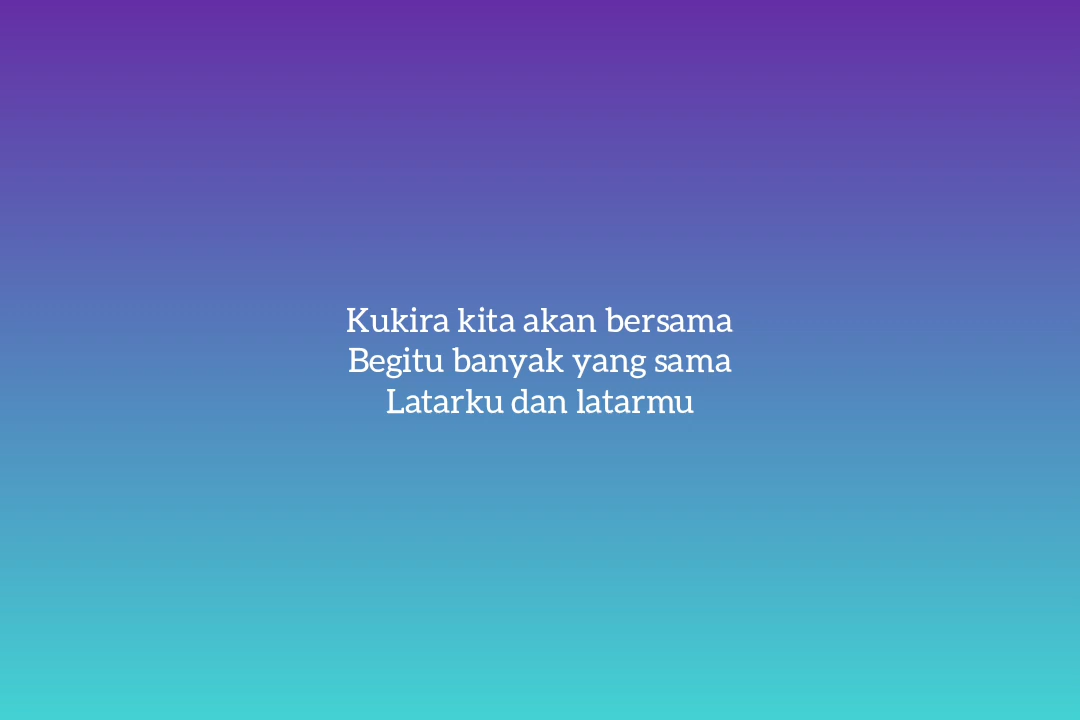 Kukira kita akan bersama
Begitu banyak yang sama
Latarku dan latarmu